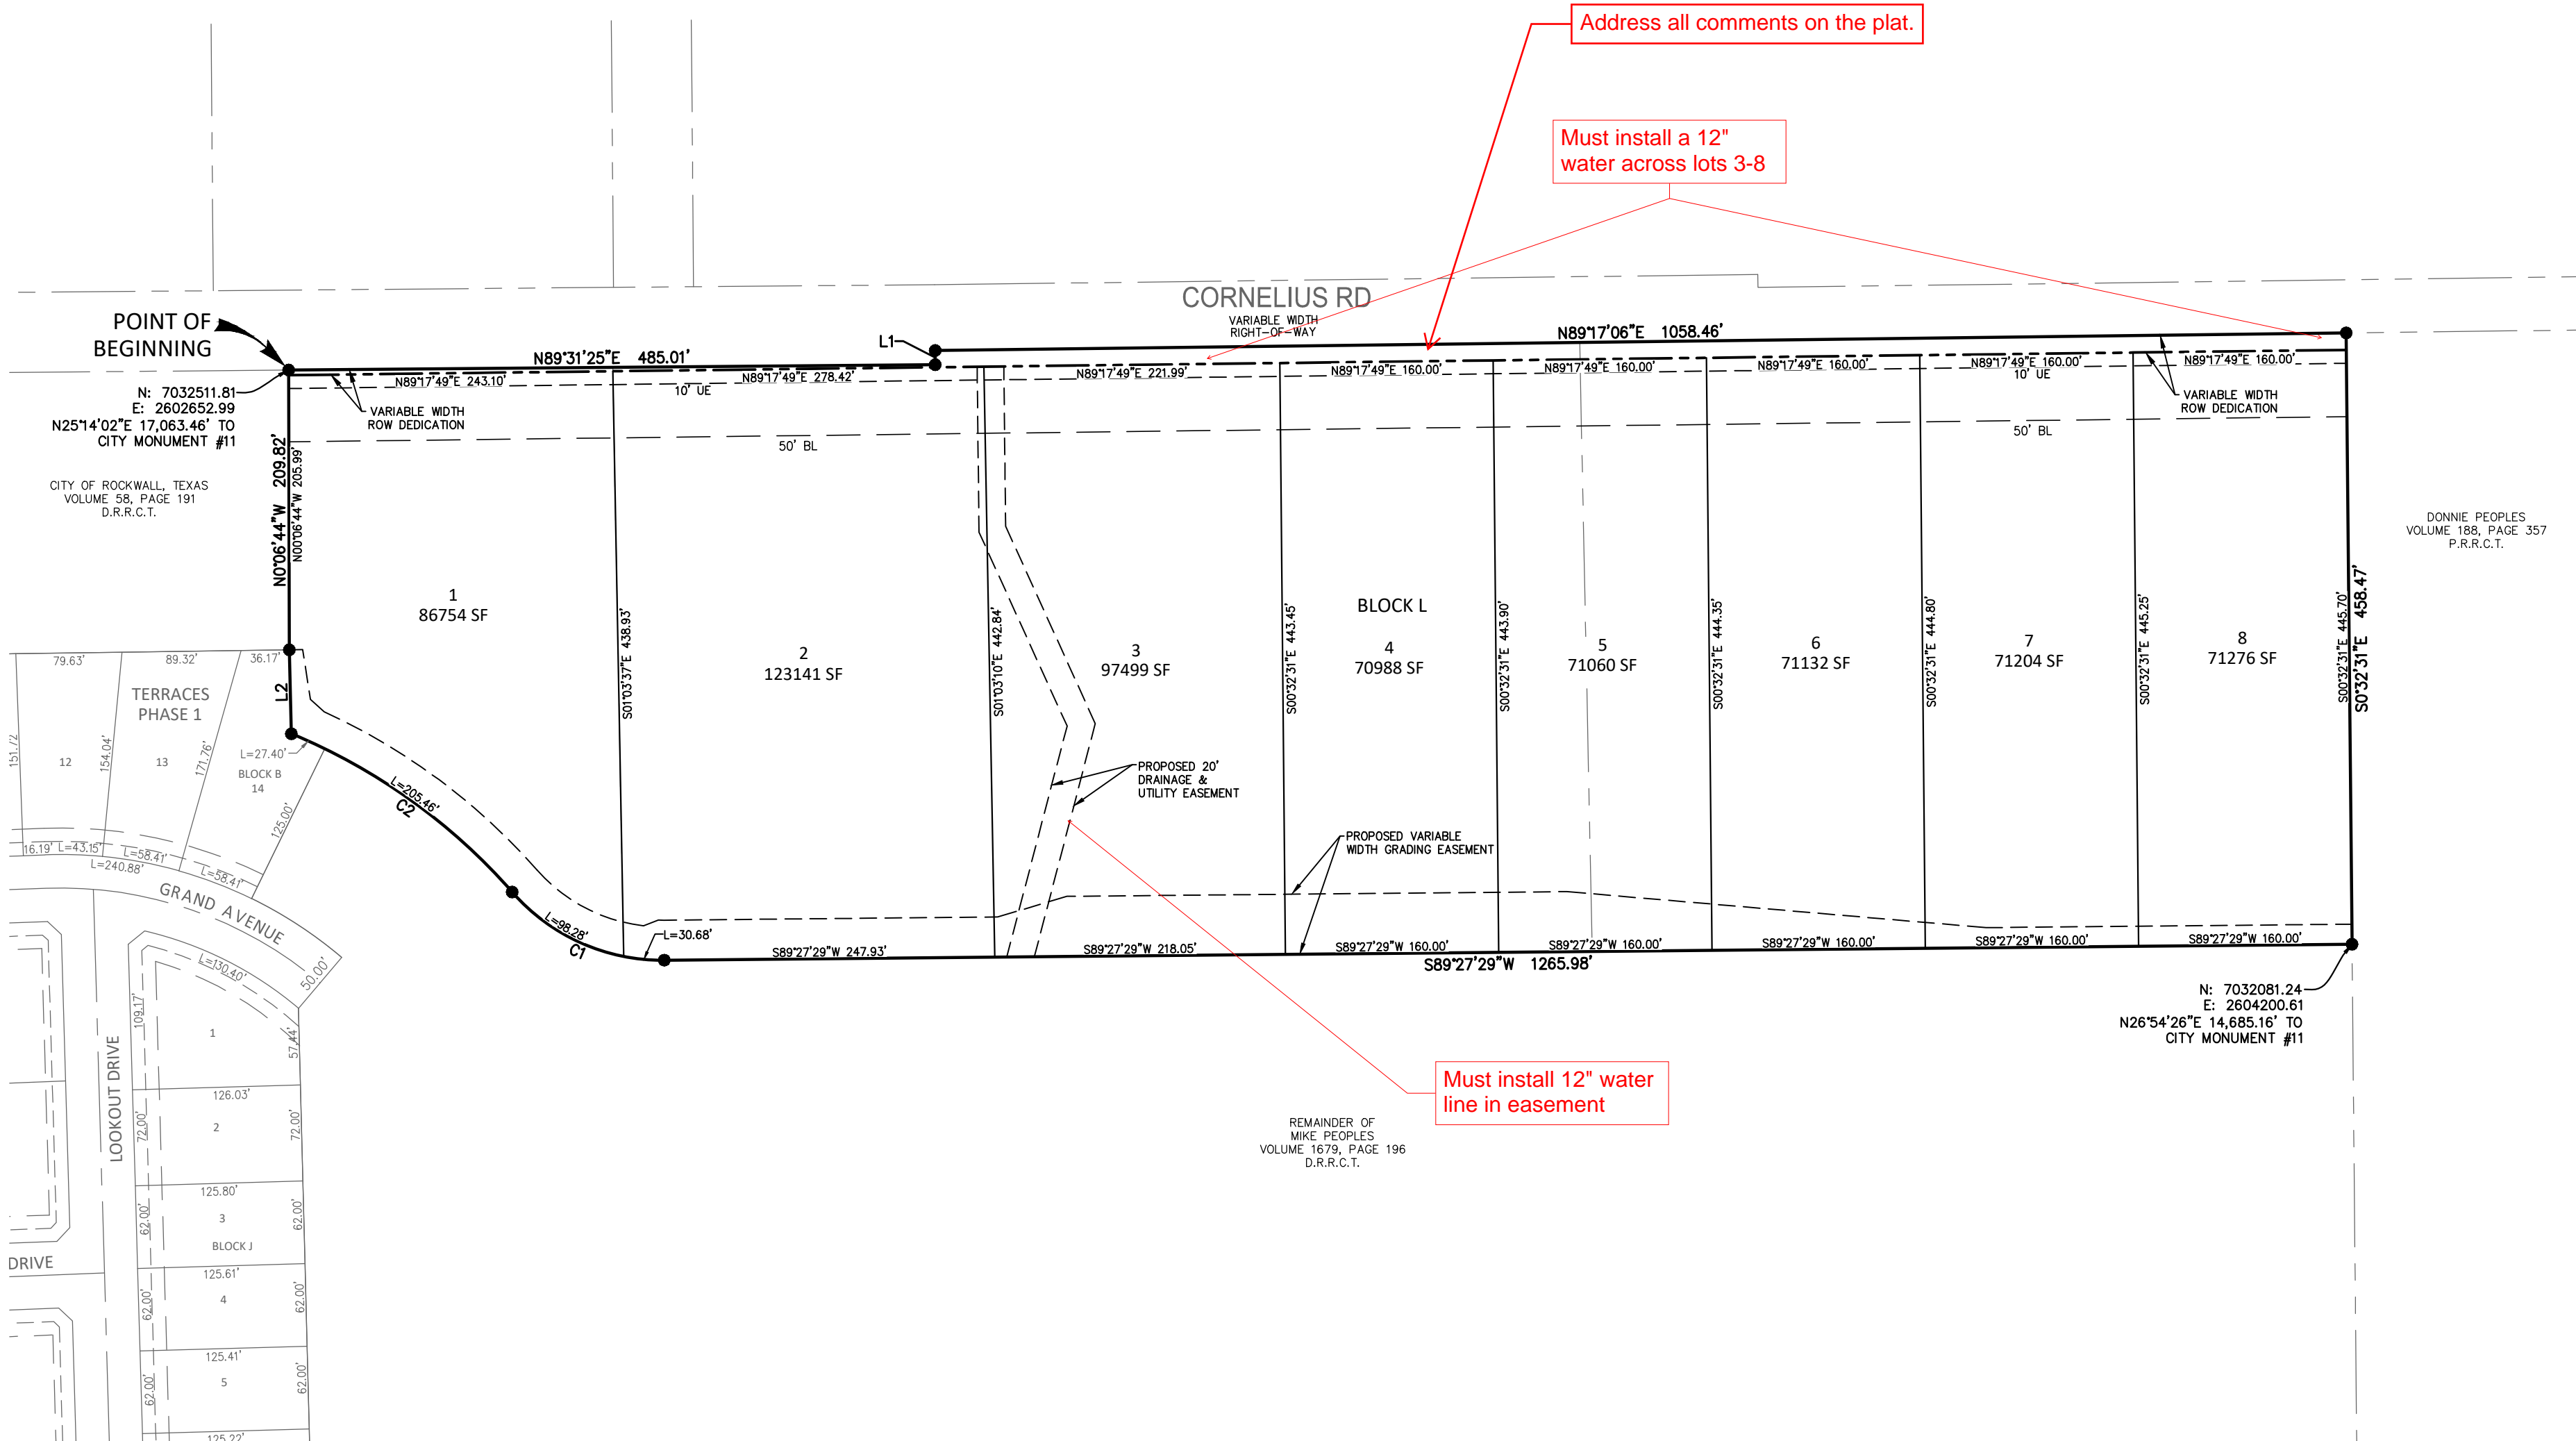 Address all comments on the plat.
Must install a 12"
water across lots 3-8
CORNELIUS RD
VARIABLE WIDTH
RIGHT-OF-WAY
POINT OF
BEGINNING
N89°31'25"E 485.01'
L1
N89°17'06"E 1058.46'
N89°17'49"E 243.10'
10' UE
N89°17'49"E 278.42'
N89°17'49"E 221.99'
N89°17'49"E 160.00'
N89°17'49"E 160.00'
N89°17'49"E 160.00'
N89°17'49"E 160.00'
10' UE
N89°17'49"E 160.00'
N: 7032511.81
E: 2602652.99
N25°14'02"E 17,063.46' TO
CITY MONUMENT #11
VARIABLE WIDTH
ROW DEDICATION
VARIABLE WIDTH
ROW DEDICATION
50' BL
50' BL
CITY OF ROCKWALL, TEXAS
VOLUME 58, PAGE 191
D.R.R.C.T.
N0°06'44"W 209.82'
N00°06'44"W 205.99'
DONNIE PEOPLES
VOLUME 188, PAGE 357
P.R.R.C.T.
1
86754 SF
S01°03'37"E 438.93'
2
123141 SF
S01°03'10"E 442.84'
3
97499 SF
S00°32'31"E 443.45'
BLOCK L
4
70988 SF
S00°32'31"E 443.90'
5
71060 SF
S00°32'31"E 444.35'
6
71132 SF
S00°32'31"E 444.80'
7
71204 SF
S00°32'31"E 445.25'
8
71276 SF
S00°32'31"E 445.70'
S0°32'31"E 458.47'
79.63'
89.32'
36.17'
TERRACES
PHASE 1
L2
151.72
12
154.04'
13
171.76'
L=27.40'
BLOCK B
14
125.00'
L=205.46'
C2
PROPOSED 20'
DRAINAGE &
UTILITY EASEMENT
PROPOSED VARIABLE
WIDTH GRADING EASEMENT
16.19'
L=43.15'
L=58.41'
L=240.88'
L=58.41'
GRAND AVENUE
L=98.28'
C1
L=30.68'
S89°27'29"W 247.93'
S89°27'29"W 218.05'
S89°27'29"W 160.00'
S89°27'29"W 160.00'
S89°27'29"W 160.00'
S89°27'29"W 160.00'
S89°27'29"W 160.00'
S89°27'29"W 1265.98'
N: 7032081.24
E: 2604200.61
N26°54'26"E 14,685.16' TO
CITY MONUMENT #11
L=130.40'
50.00'
109.17'
1
57.44'
LOOKOUT DRIVE
126.03'
72.00'
2
72.00'
125.80'
62.00'
3
62.00'
BLOCK J
DRIVE
125.61'
62.00'
4
62.00'
125.41'
62.00'
5
62.00'
125.22'
Must install 12" water
line in easement
REMAINDER OF
MIKE PEOPLES
VOLUME 1679, PAGE 196
D.R.R.C.T.